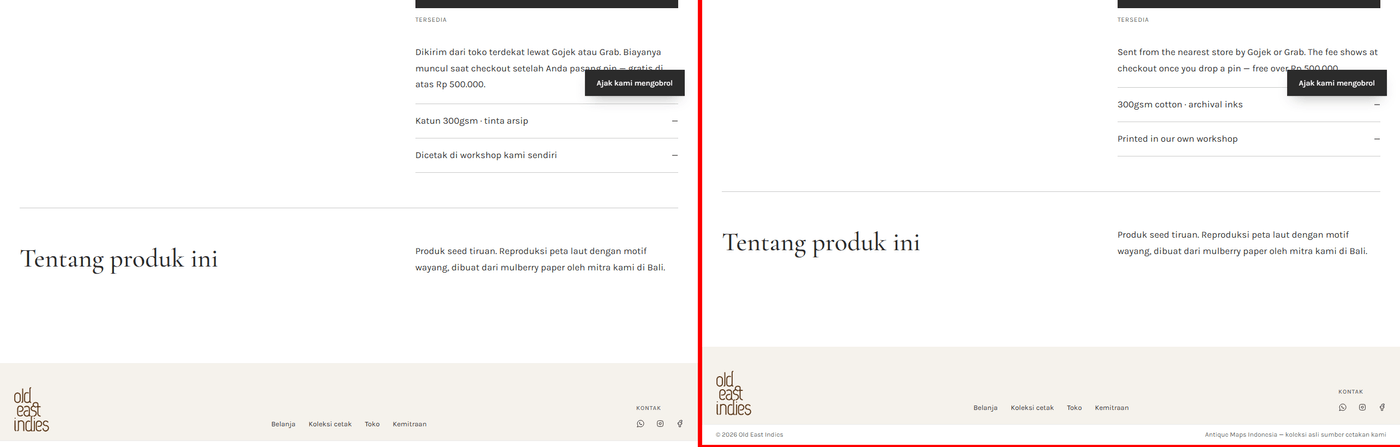 TERSEDIA
Dikirim dari toko terdekat lewat Gojek atau Grab. Biayanya
muncul saat checkout setelah Anda pasang pin — gratis di
atas Rp 500.000.
Ajak kami mengobrol
Katun 300gsm · tinta arsip
Dicetak di workshop kami sendiri
Tentang produk ini
Produk seed tiruan. Reproduksi peta laut dengan motif
wayang, dibuat dari mulberry paper oleh mitra kami di Bali.
old
east
indies
Belanja Koleksi cetak Toko Kemitraan
KONTAK
TERSEDIA
Sent from the nearest store by Gojek or Grab. The fee shows at
checkout once you drop a pin — free over Rp 500.000.
Ajak kami mengobrol
300gsm cotton · archival inks
Printed in our own workshop
Tentang produk ini
Produk seed tiruan. Reproduksi peta laut dengan motif
wayang, dibuat dari mulberry paper oleh mitra kami di Bali.
old
east
indies
Belanja Koleksi cetak Toko Kemitraan
KONTAK
© 2026 Old East Indies
Antique Maps Indonesia — koleksi asli sumber cetakan kami